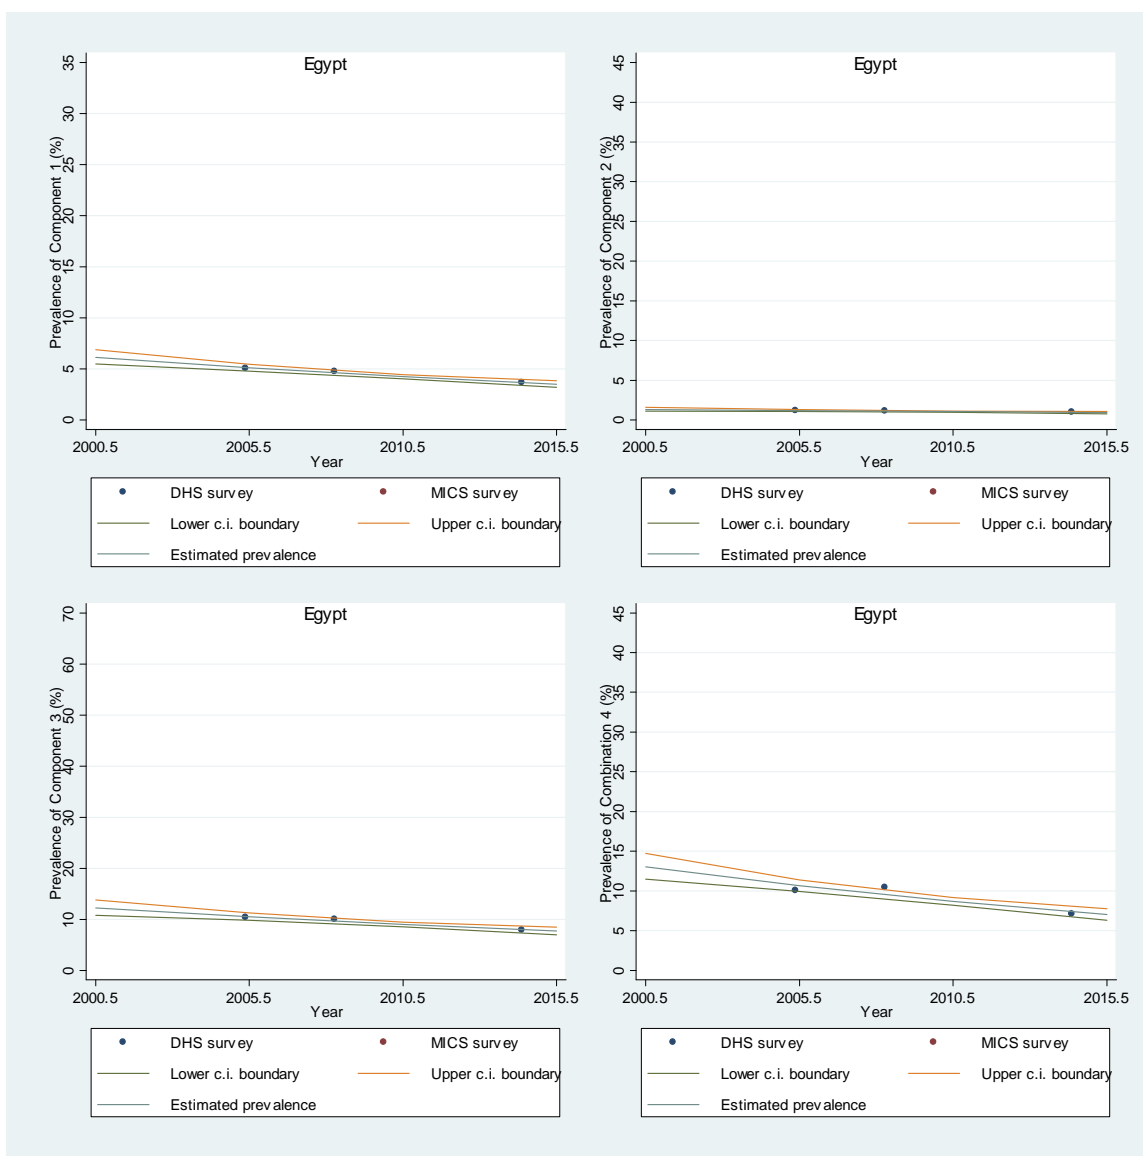 Egypt
Prevalence of Component 1 (%)
35
30
25
20
15
10
5
0
2000.5 2005.5 2010.5 2015.5
Year
DHS survey MICS survey
Lower c.i. boundary Upper c.i. boundary
Estimated prevalence
Egypt
Prevalence of Component 2 (%)
45
40
35
30
25
20
15
10
5
0
2000.5 2005.5 2010.5 2015.5
Year
DHS survey MICS survey
Lower c.i. boundary Upper c.i. boundary
Estimated prevalence
Egypt
Prevalence of Component 3 (%)
70
60
50
40
30
20
10
0
2000.5 2005.5 2010.5 2015.5
Year
DHS survey MICS survey
Lower c.i. boundary Upper c.i. boundary
Estimated prevalence
Egypt
Prevalence of Combination 4 (%)
45
40
35
30
25
20
15
10
5
0
2000.5 2005.5 2010.5 2015.5
Year
DHS survey MICS survey
Lower c.i. boundary Upper c.i. boundary
Estimated prevalence